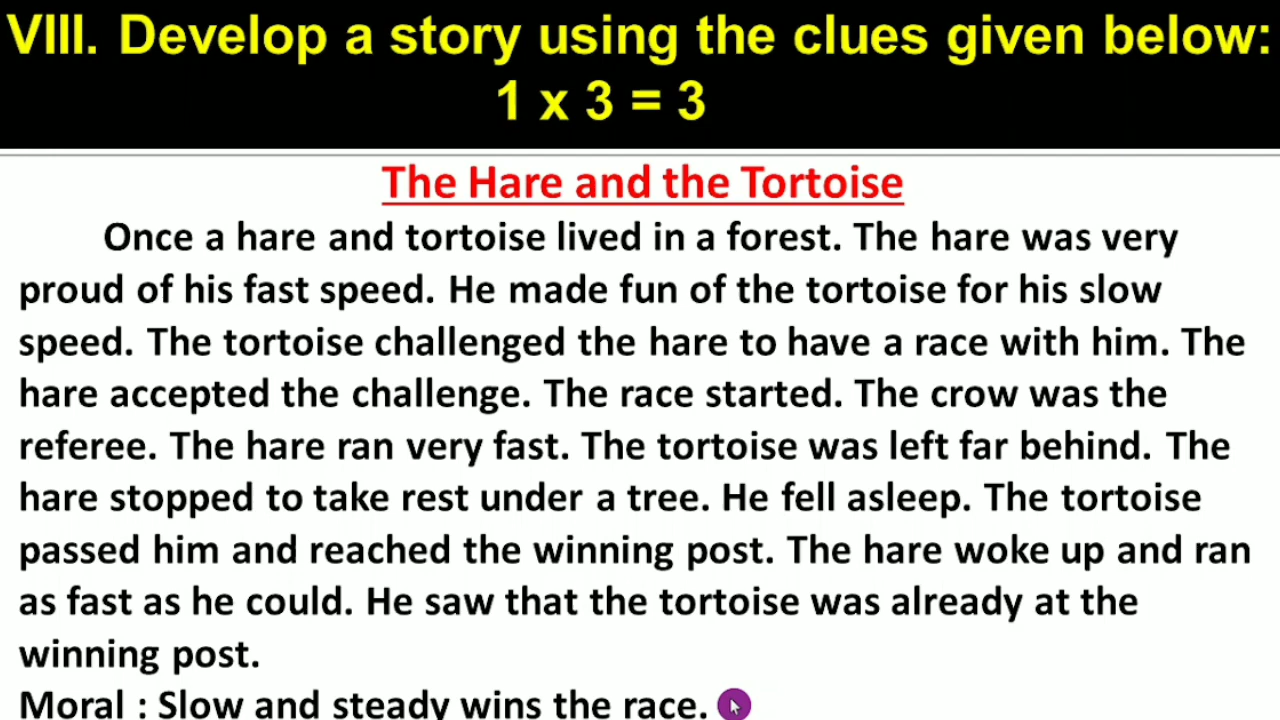 VIII. Develop a story using the clues given below:
1 x 3 = 3
The Hare and the Tortoise
Once a hare and tortoise lived in a forest. The hare was very
proud of his fast speed. He made fun of the tortoise for his slow
speed. The tortoise challenged the hare to have a race with him. The
hare accepted the challenge. The race started. The crow was the
referee. The hare ran very fast. The tortoise was left far behind. The
hare stopped to take rest under a tree. He fell asleep. The tortoise
passed him and reached the winning post. The hare woke up and ran
as fast as he could. He saw that the tortoise was already at the
winning post.
Moral : Slow and steady wins the race.